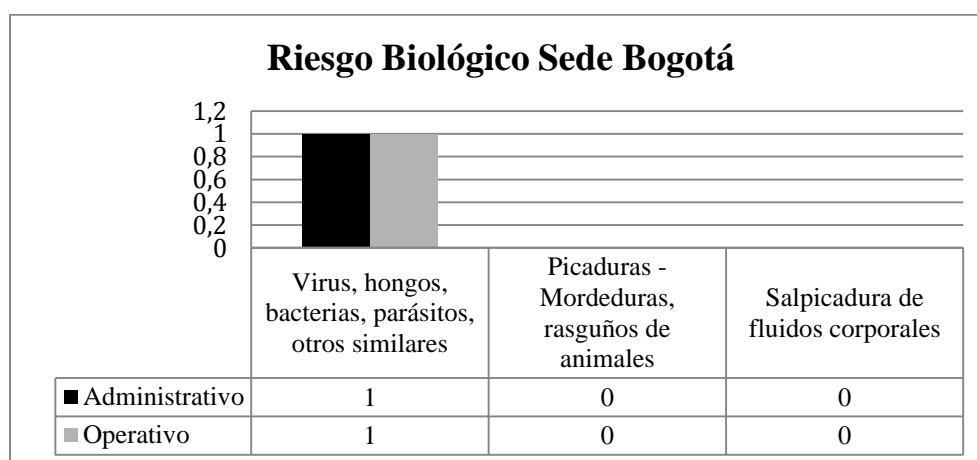 Riesgo Biológico Sede Bogotá
1,2
1
0,8
0,6
0,4
0,2
0
Virus, hongos,
bacterias, parásitos,
otros similares
Picaduras -
Mordeduras,
rasguños de
animales
Salpicadura de
fluidos corporales
Administrativo 1 0 0
Operativo 1 0 0